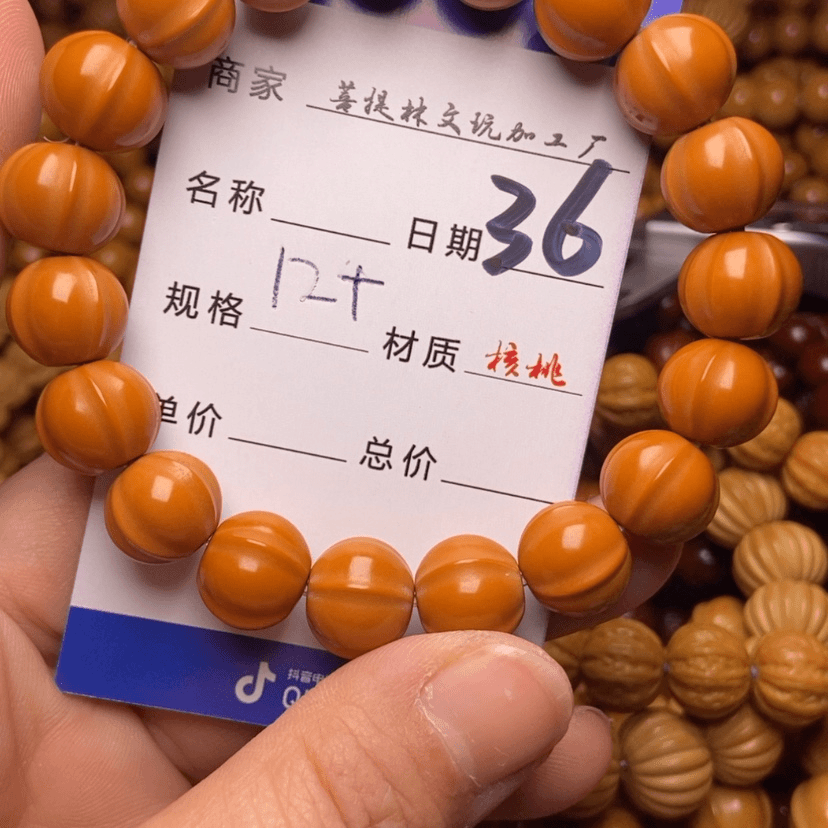 商家 菩提林文玩加工厂
名称 日期 36
规格 12+ 材质 核桃
单价 总价
抖音电